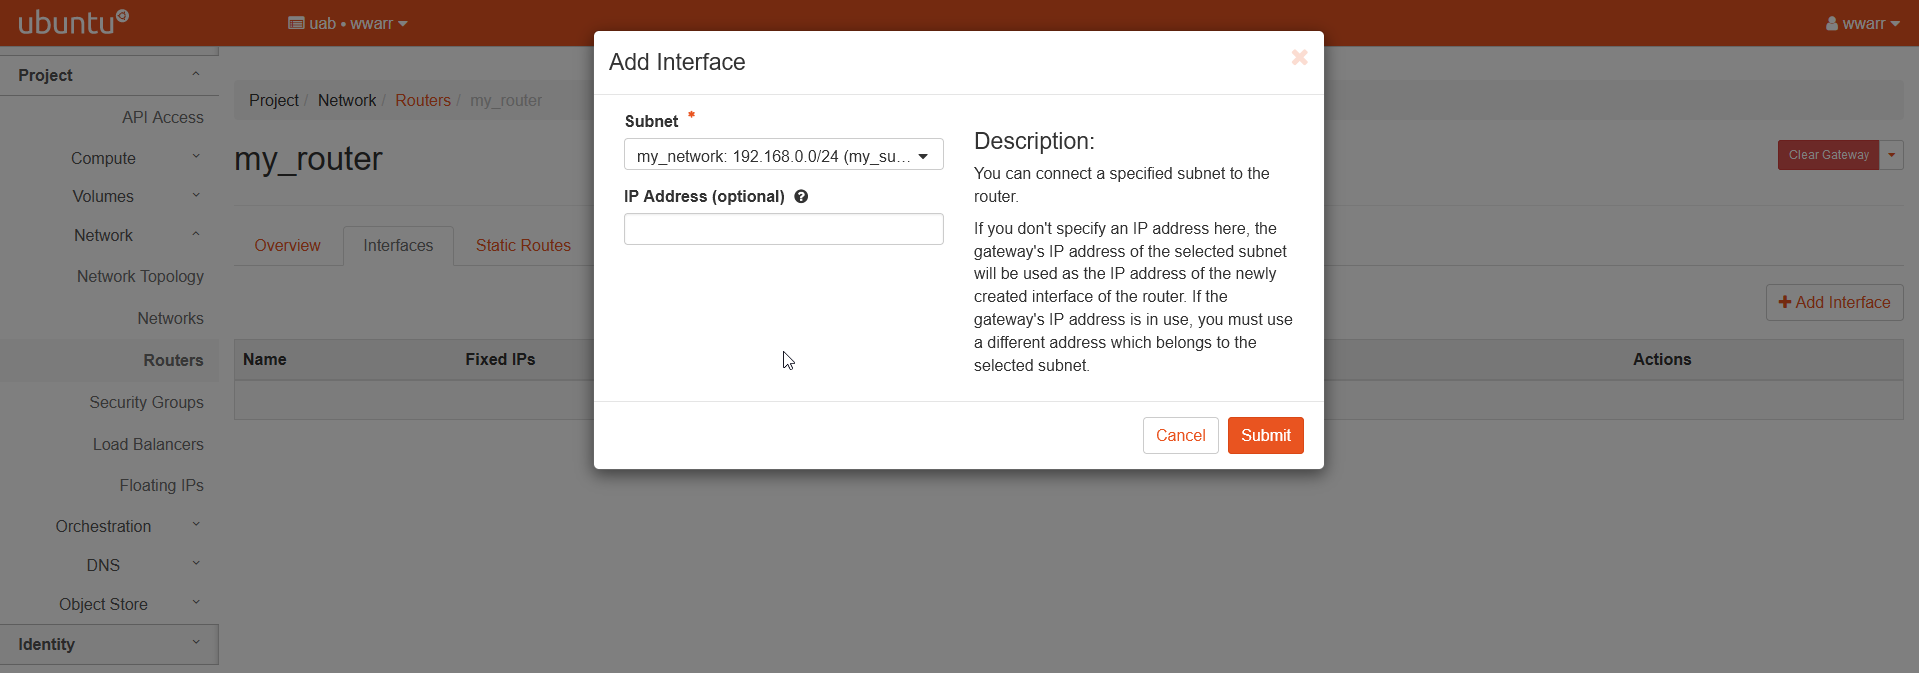 ubuntu
uab • wwarr
wwarr
Project
API Access
Compute
Volumes
Network
Network Topology
Networks
Routers
Security Groups
Load Balancers
Floating IPs
Orchestration
DNS
Object Store
Identity
Project / Network / Routers / my_router
my_router
Clear Gateway
Overview
Interfaces
Static Routes
+ Add Interface
Name
Fixed IPs
Actions
Add Interface
Subnet *
my_network: 192.168.0.0/24 (my_su...
IP Address (optional)
Description:
You can connect a specified subnet to the
router.
If you don't specify an IP address here, the
gateway's IP address of the selected subnet
will be used as the IP address of the newly
created interface of the router. If the
gateway's IP address is in use, you must use
a different address which belongs to the
selected subnet.
Cancel
Submit